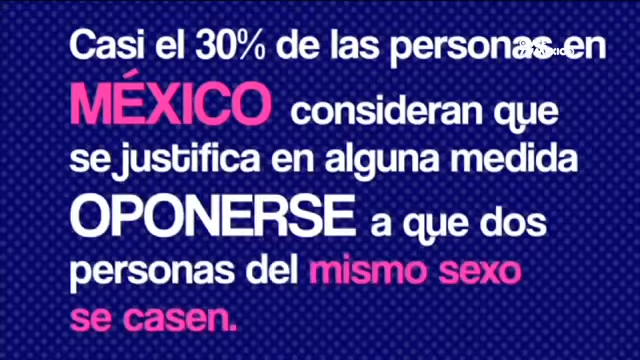 Casi el 30% de las personas en
MÉXICO consideran que
se justifica en alguna medida
OPONERSE a que dos
personas del mismo sexo
se casen.